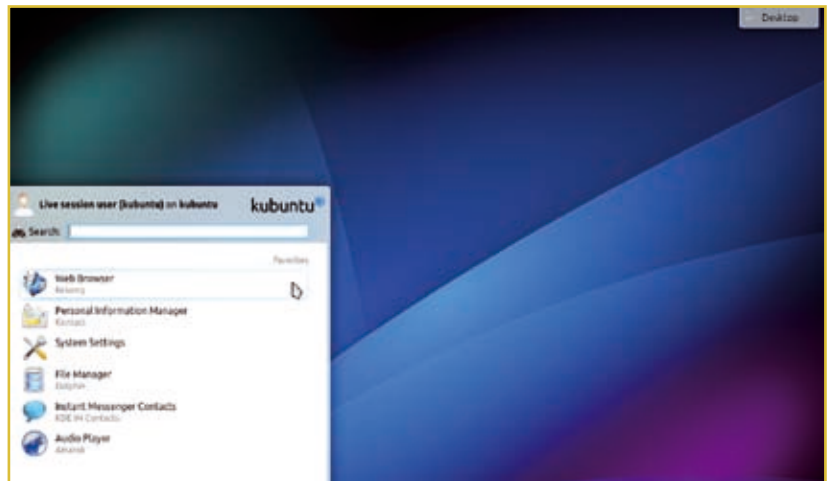 Desktop
Live session user (kubuntu) on kubuntu
kubuntu
Search:
Favorites
Web Browser
Rekonq
Personal Information Manager
Kontact
System Settings
File Manager
Dolphin
Instant Messenger Contacts
KDE IM Contacts
Audio Player
Amarok